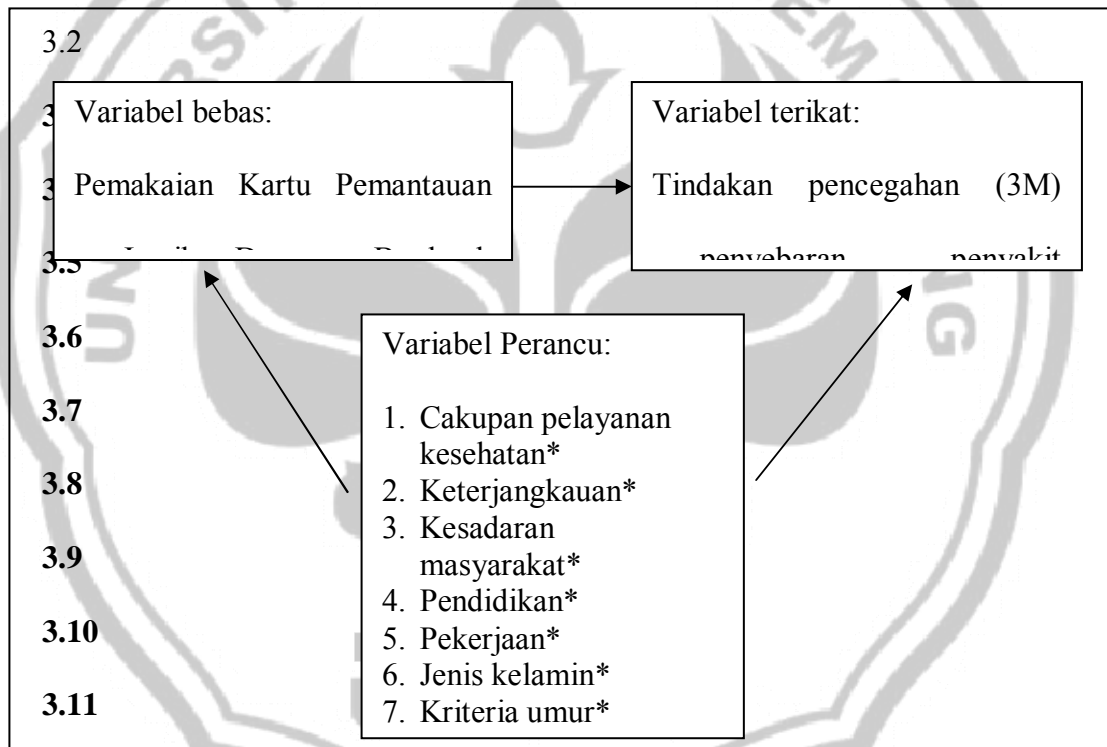 3.2
Variabel bebas:
Pemakaian Kartu Pemantauan
Variabel terikat:
Tindakan pencegahan (3M)
penyebaran penyakit
3.5
3.6
Variabel Perancu:
1. Cakupan pelayanan
kesehatan*
2. Keterjangkauan*
3. Kesadaran
masyarakat*
4. Pendidikan*
5. Pekerjaan*
6. Jenis kelamin*
7. Kriteria umur*
3.7
3.8
3.9
3.10
3.11